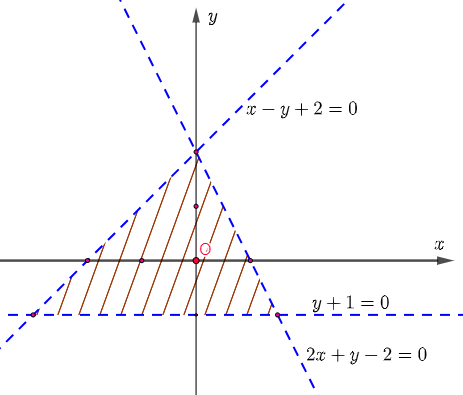 y
x − y + 2 = 0
x
O
y + 1 = 0
2x + y − 2 = 0